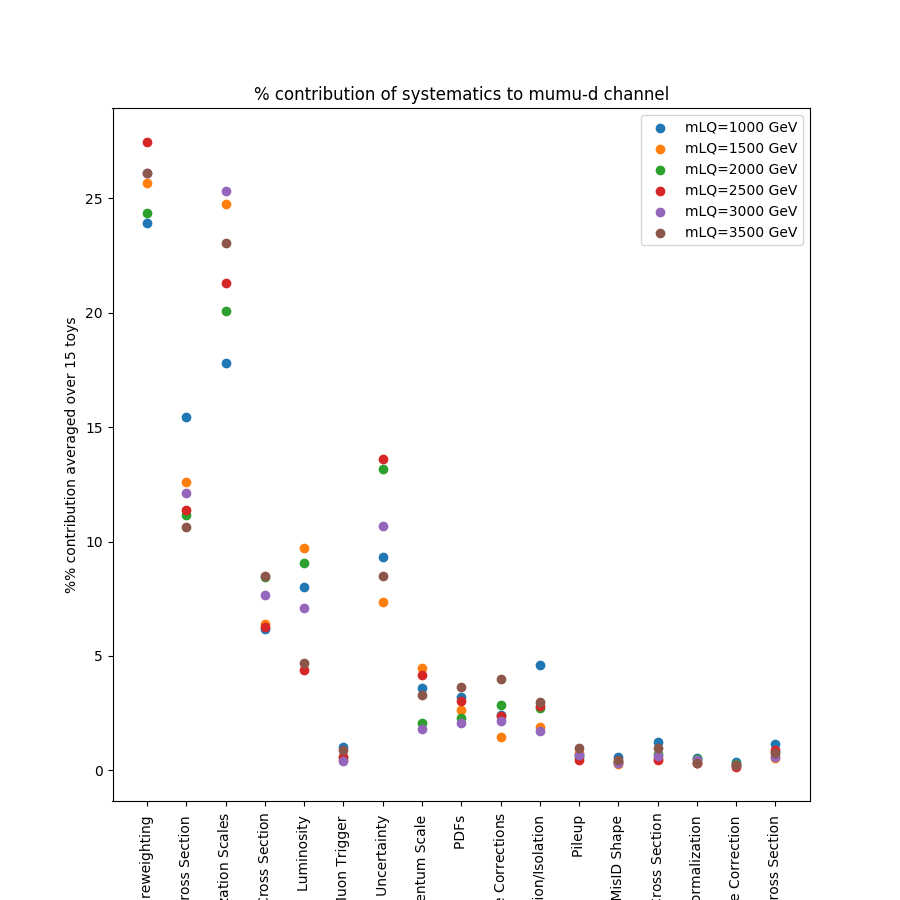 % contribution of systematics to mumu-d channel
mLQ=1000 GeV
mLQ=1500 GeV
mLQ=2000 GeV
mLQ=2500 GeV
mLQ=3000 GeV
mLQ=3500 GeV
%% contribution averaged over 15 toys
25
20
15
10
5
0
reweighting
ross Section
zation Scales
Cross Section
Luminosity
luon Trigger
Uncertainty
entum Scale
PDFs
e Corrections
ion/Isolation
Pileup
MisID Shape
Cross Section
ormalization
e Correction
ross Section